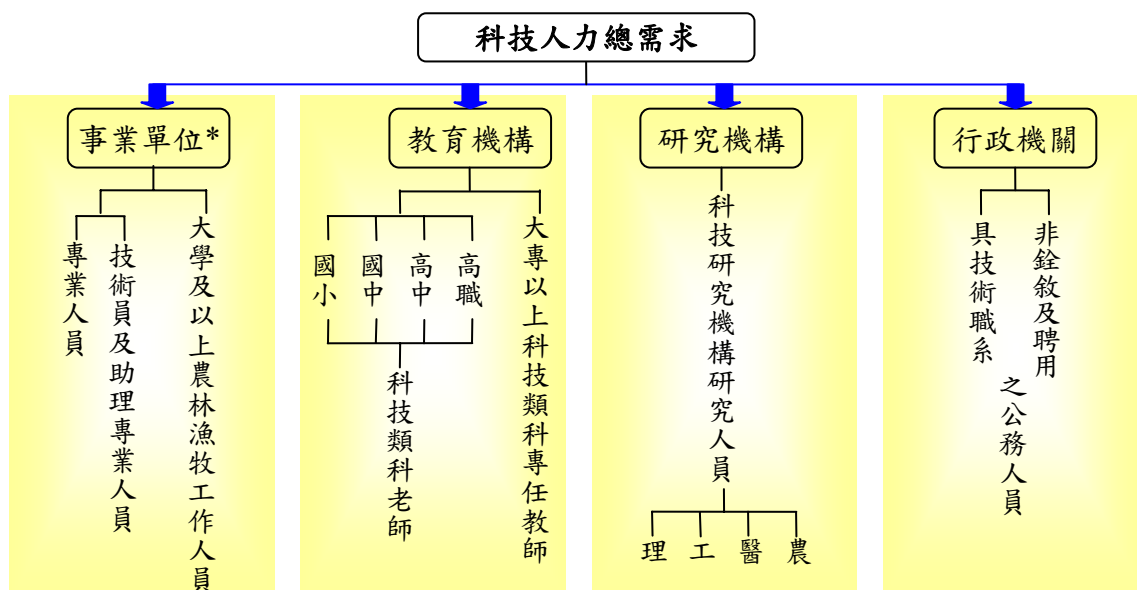 科技人力總需求
事業單位*
專業人員
技術員及助理專業人員
大學及以上農林漁牧工作人員
教育機構
國小
國中
高中
高職
科技類科老師
大專以上科技類科專任教師
研究機構
科技研究機構研究人員
理
工
醫
農
行政機關
具技術職系
非銓敘及聘用
之公務人員